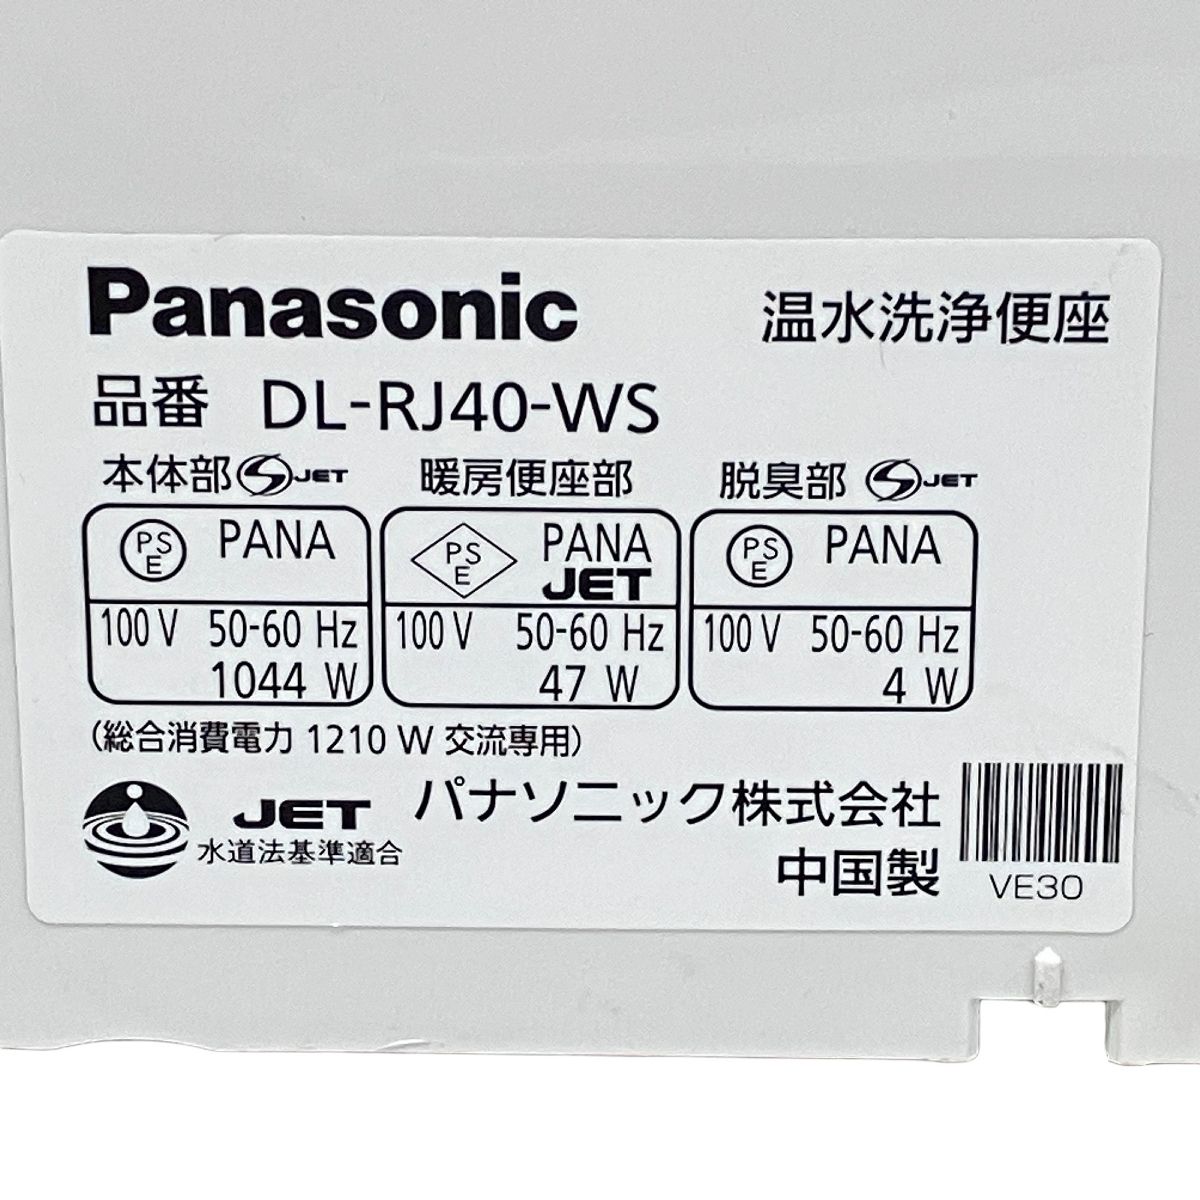 Panasonic 温水洗浄便座
品番 DL-RJ40-WS
本体部 S JET 暖房便座部 脱臭部 S JET
PSE PANA PSE PANA JET PSE PANA
100 V 50-60 Hz 100 V 50-60 Hz 100 V 50-60 Hz
1044 W 47 W 4 W
(総合消費電力 1210 W 交流専用)
JET パナソニック株式会社
水道法基準適合 中国製
VE30